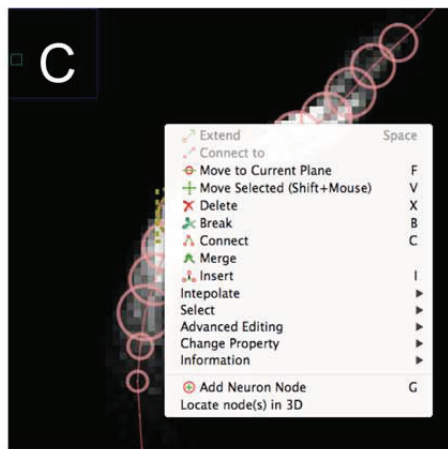 C
Extend Space
Connect to
Move to Current Plane F
Move Selected (Shift+Mouse) V
Delete X
Break B
Connect C
Merge
Insert I
Intepolate
Select
Advanced Editing
Change Property
Information
Add Neuron Node G
Locate node(s) in 3D